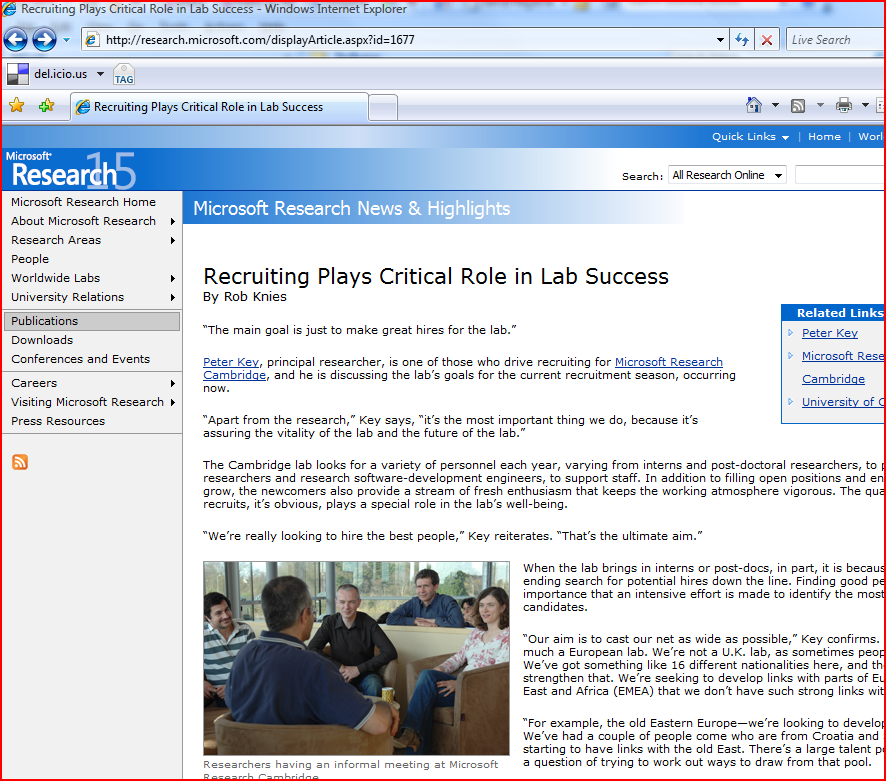 Recruiting Plays Critical Role in Lab Success - Windows Internet Explorer
http://research.microsoft.com/displayArticle.aspx?id=1677
Live Search
del.icio.us
TAG
Recruiting Plays Critical Role in Lab Success
Quick Links | Home | Worl
Microsoft
Research 15
Search: All Research Online
Microsoft Research Home
About Microsoft Research
Research Areas
People
Worldwide Labs
University Relations
Publications
Downloads
Conferences and Events
Careers
Visiting Microsoft Research
Press Resources
Microsoft Research News & Highlights
Recruiting Plays Critical Role in Lab Success
By Rob Knies
“The main goal is just to make great hires for the lab.”
Peter Key, principal researcher, is one of those who drive recruiting for Microsoft Research
Cambridge, and he is discussing the lab’s goals for the current recruitment season, occurring
now.
“Apart from the research,” Key says, “it’s the most important thing we do, because it’s
assuring the vitality of the lab and the future of the lab.”
Related Links
Peter Key
Microsoft Rese
Cambridge
University of C
The Cambridge lab looks for a variety of personnel each year, varying from interns and post-doctoral researchers, to p
researchers and research software-development engineers, to support staff. In addition to filling open positions and en
grow, the newcomers also provide a stream of fresh enthusiasm that keeps the working atmosphere vigorous. The qua
recruits, it’s obvious, plays a special role in the lab’s well-being.
“We’re really looking to hire the best people,” Key reiterates. “That’s the ultimate aim.”
When the lab brings in interns or post-docs, in part, it is becaus
ending search for potential hires down the line. Finding good pe
importance that an intensive effort is made to identify the most
candidates.
“Our aim is to cast our net as wide as possible,” Key confirms.
much a European lab. We’re not a U.K. lab, as sometimes peop
We’ve got something like 16 different nationalities here, and the
strengthen that. We’re seeking to develop links with parts of Eu
East and Africa (EMEA) that we don’t have such strong links wit
“For example, the old Eastern Europe—we’re looking to develop
We’ve had a couple of people come who are from Croatia and
starting to have links with the old East. There’s a large talent po
a question of trying to work out ways to draw from that pool.
Researchers having an informal meeting at Microsoft
Research Cambridge